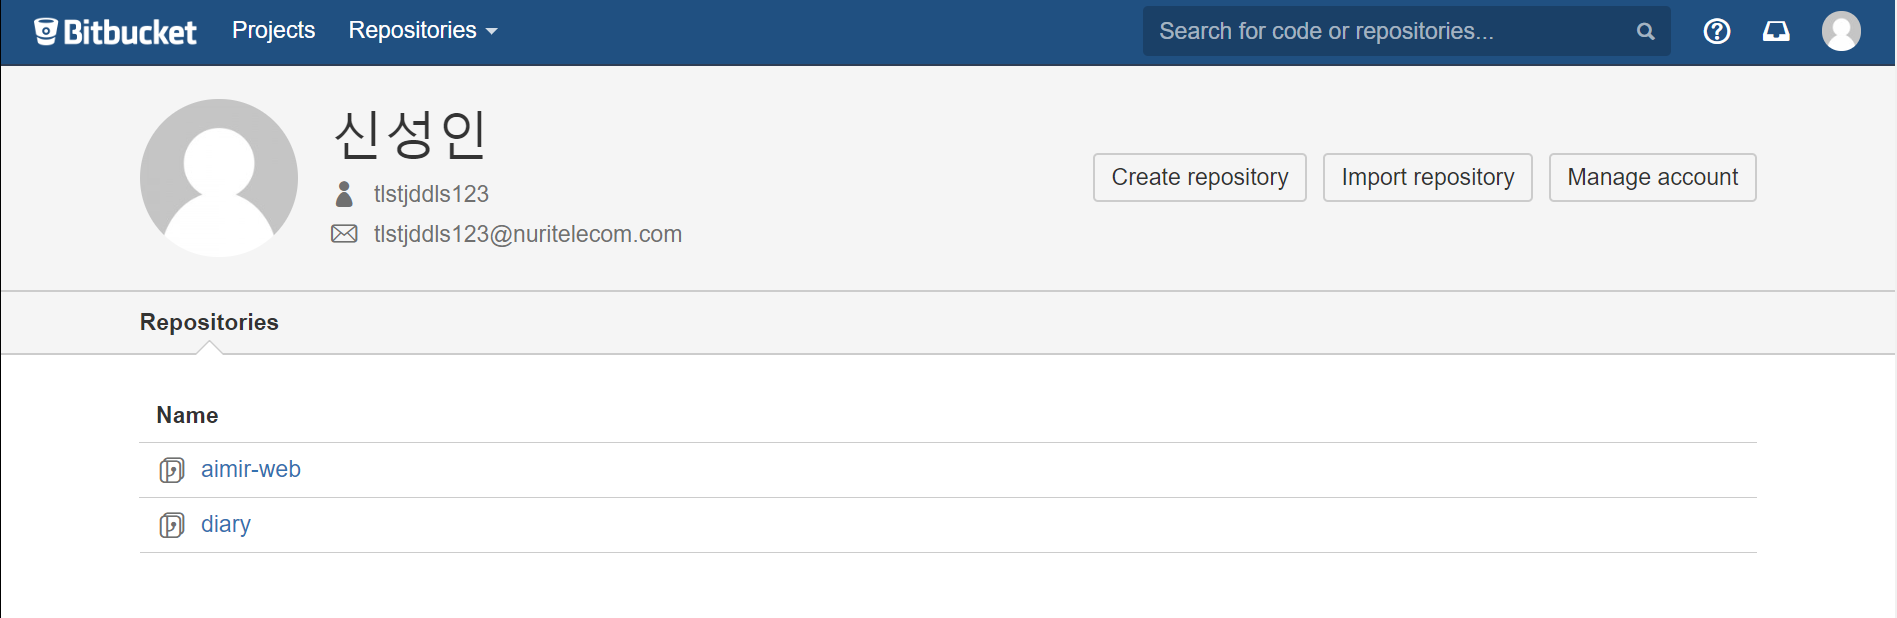 Bitbucket Projects Repositories Search for code or repositories...
신성인
tlstjddls123
tlstjddls123@nuritelecom.com
Create repository Import repository Manage account
Repositories
Name
aimir-web
diary